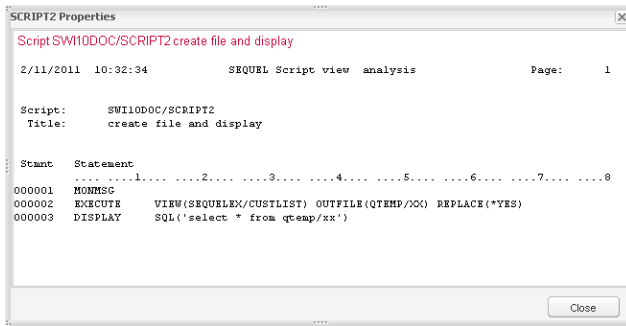 SCRIPT2 Properties
Script SWI10DOC/SCRIPT2 create file and display
2/11/2011 10:32:34 SEQUEL Script view analysis Page: 1
Script: SWI10DOC/SCRIPT2
Title: create file and display
Stmnt Statement
.... ....1.... ....2.... ....3.... ....4.... ....5.... ....6.... ....7.... ....8
000001 MONMSG
000002 EXECUTE VIEW(SEQUELEX/CUSTLIST) OUTFILE(QTEMP/XX) REPLACE(*YES)
000003 DISPLAY SQL('select * from qtemp/xx')
Close